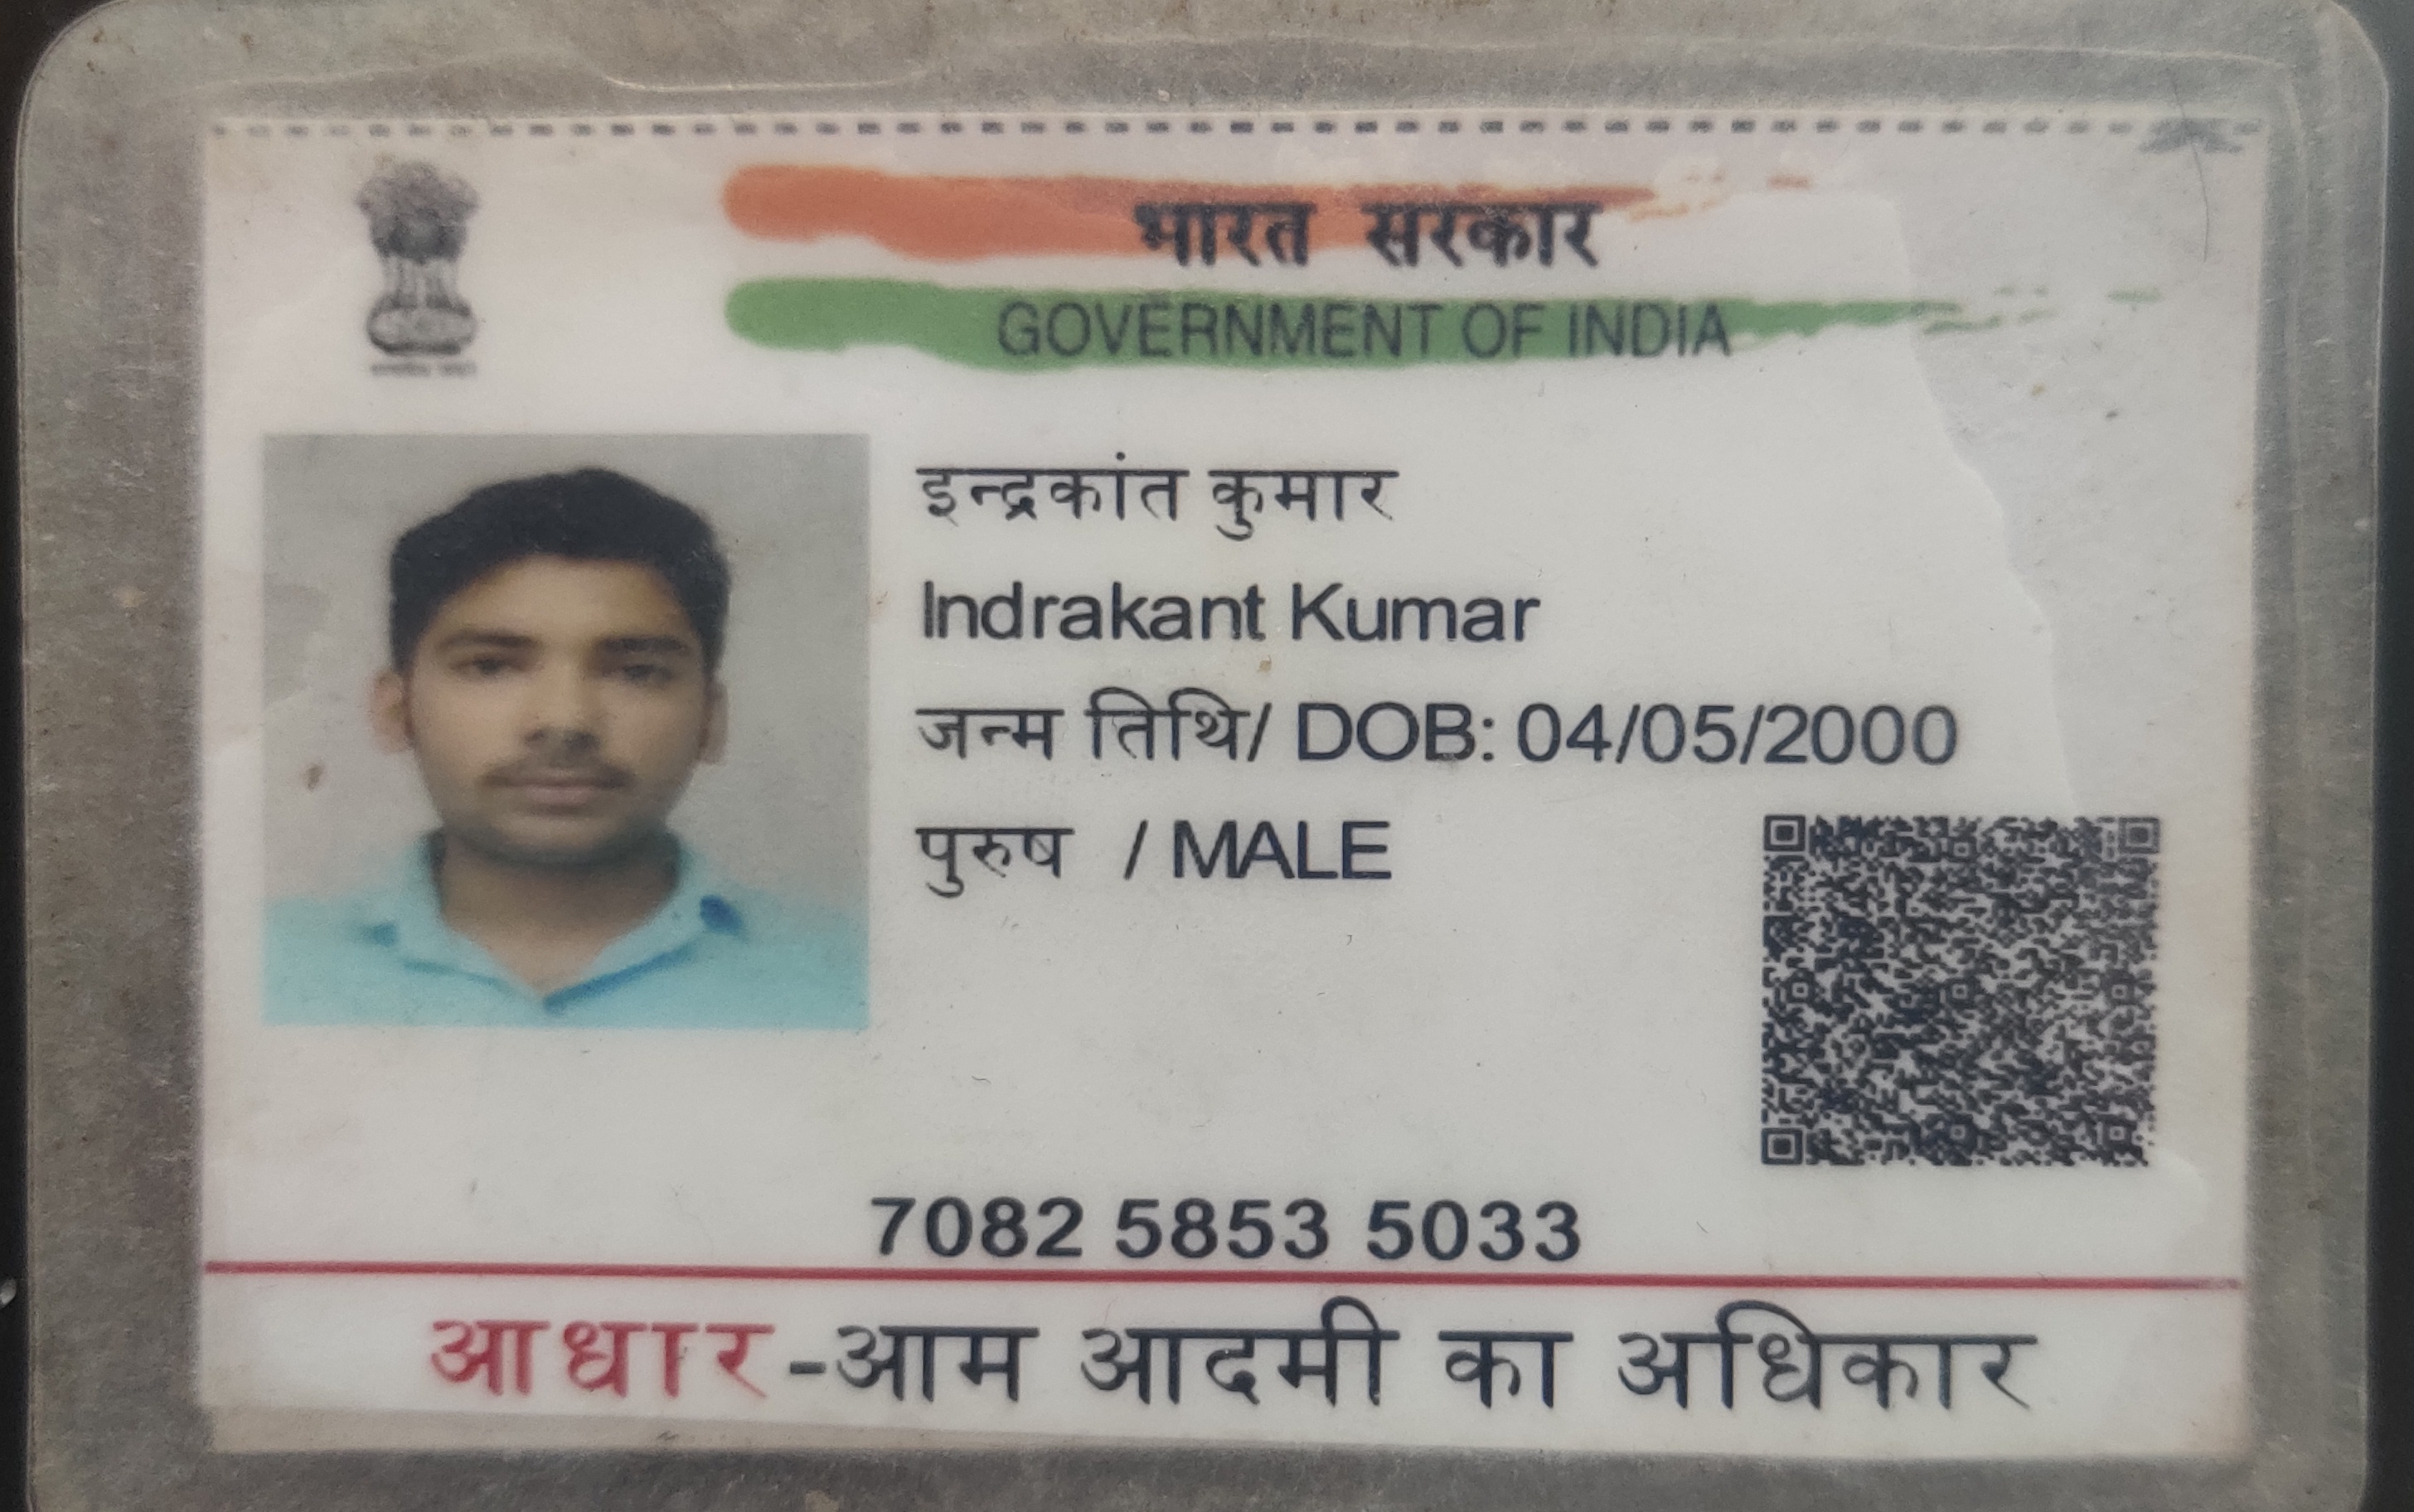 भारत सरकार
GOVERNMENT OF INDIA
इन्द्रकांत कुमार
Indrakant Kumar
जन्म तिथि/ DOB: 04/05/2000
पुरुष / MALE
7082 5853 5033
आधार-आम आदमी का अधिकार